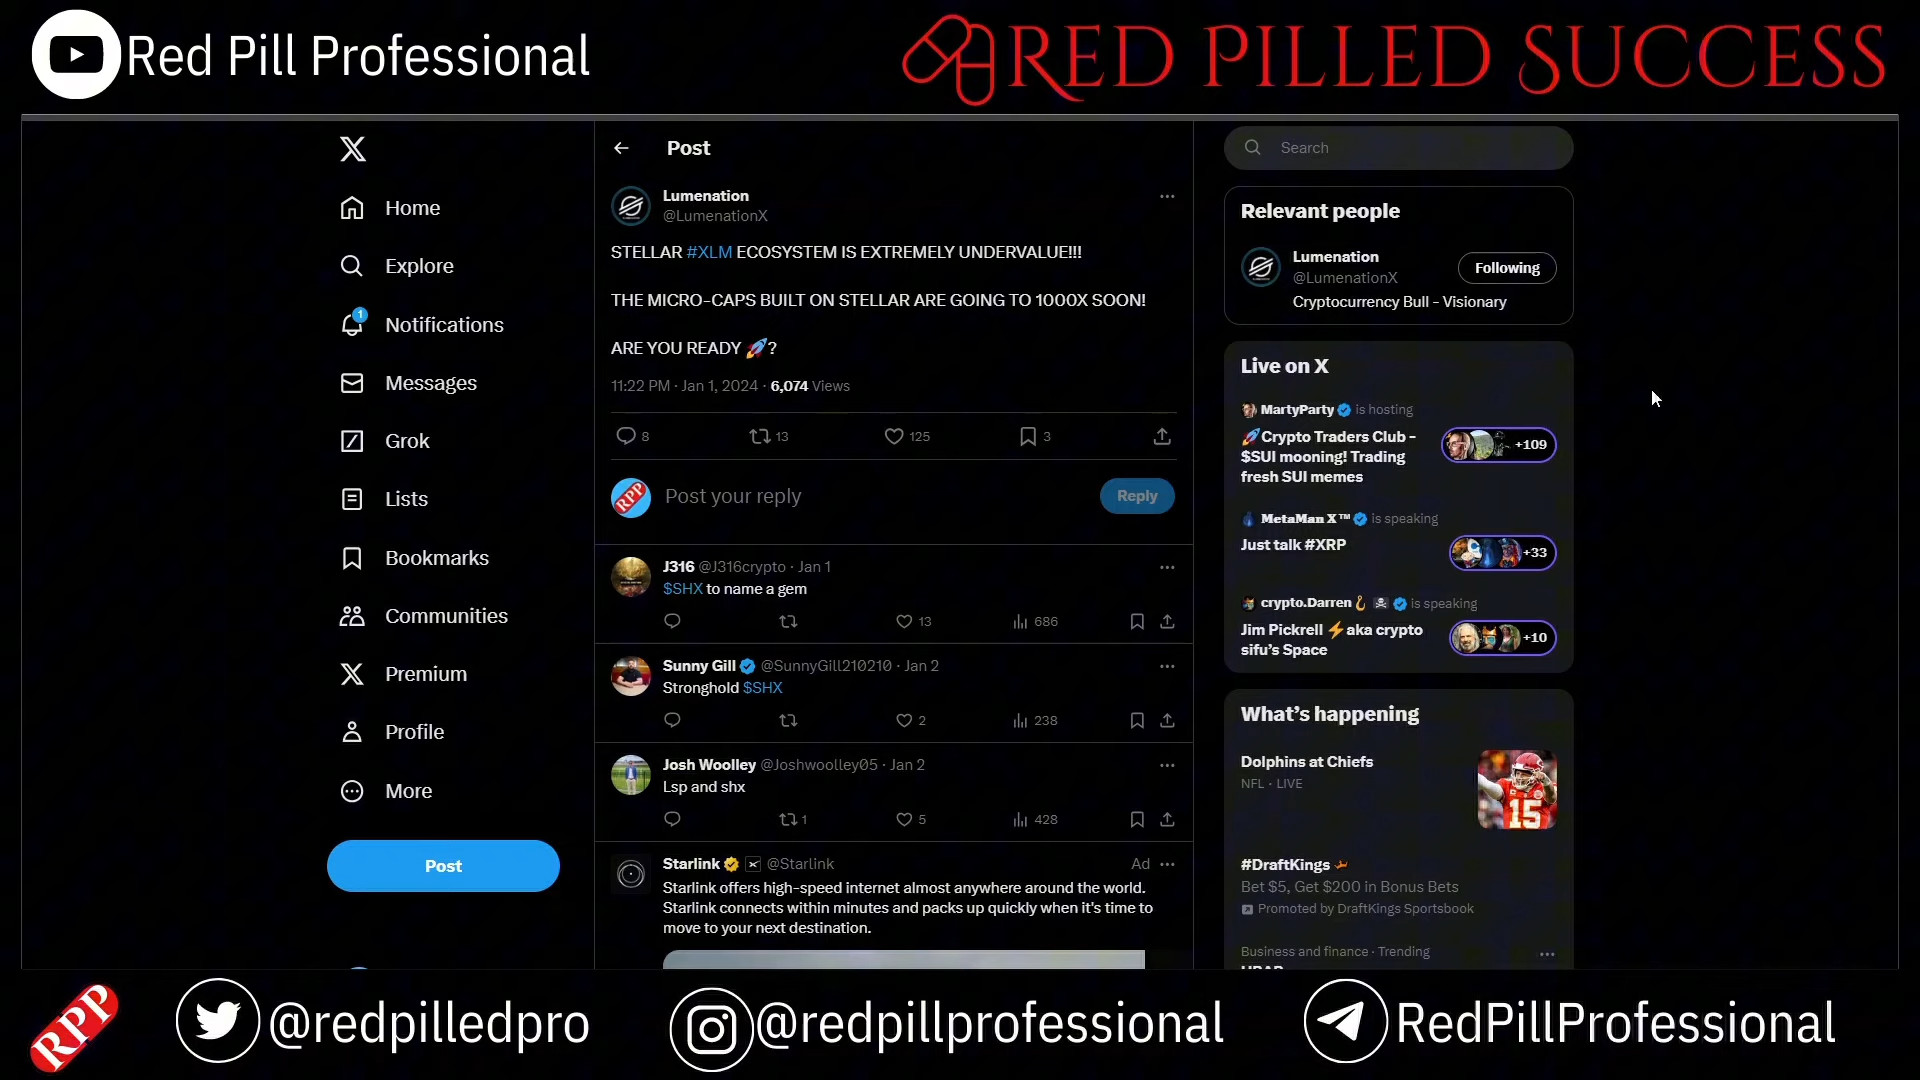 Red Pill Professional
RED PILLED SUCCESS
Home
Explore
1
Notifications
Messages
Grok
Lists
Bookmarks
Communities
Premium
Profile
More
Post
Post
Lumenation
@LumenationX
STELLAR #XLM ECOSYSTEM IS EXTREMELY UNDERVALUE!!!
THE MICRO-CAPS BUILT ON STELLAR ARE GOING TO 1000X SOON!
ARE YOU READY 🚀?
11:22 PM · Jan 1, 2024 · 6,074 Views
8 13 125 3
RPP Post your reply Reply
J316 @J316crypto · Jan 1
$SHX to name a gem
13 686
Sunny Gill @SunnyGill210210 · Jan 2
Stronghold $SHX
2 238
Josh Woolley @Joshwoolley05 · Jan 2
Lsp and shx
1 5 428
Starlink @Starlink Ad
Starlink offers high-speed internet almost anywhere around the world.
Starlink connects within minutes and packs up quickly when it's time to
move to your next destination.
Search
Relevant people
Lumenation
@LumenationX
Following
Cryptocurrency Bull - Visionary
Live on X
MartyParty is hosting
🚀Crypto Traders Club -
$SUI mooning! Trading
fresh SUI memes
+109
MetaMan X™ is speaking
Just talk #XRP
+33
crypto.Darren🪝 🏴‍☠️ is speaking
Jim Pickrell ⚡aka crypto
sifu's Space
+10
What's happening
Dolphins at Chiefs
NFL · LIVE
15
#DraftKings
Bet $5, Get $200 in Bonus Bets
Promoted by DraftKings Sportsbook
Business and finance · Trending
RPP
@redpilledpro
@redpillprofessional
RedPillProfessional